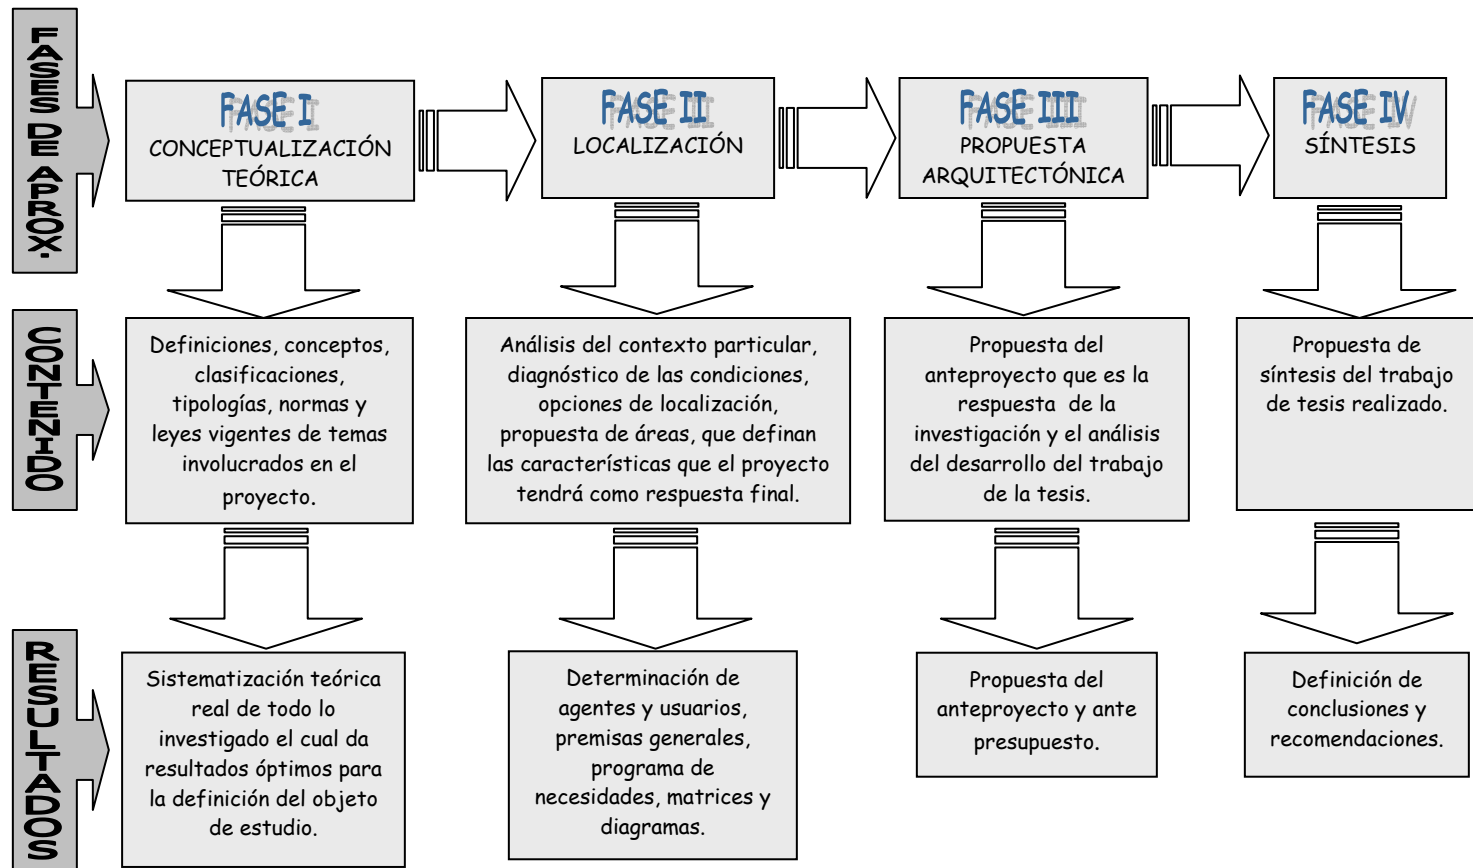 FASES DE APROX.
FASE I
CONCEPTUALIZACIÓN
TEÓRICA
FASE II
LOCALIZACIÓN
FASE III
PROPUESTA
ARQUITECTÓNICA
FASE IV
SÍNTESIS
CONTENIDO
Definiciones, conceptos,
clasificaciones,
tipologías, normas y
leyes vigentes de temas
involucrados en el
proyecto.
Análisis del contexto particular,
diagnóstico de las condiciones,
opciones de localización,
propuesta de áreas, que definan
las características que el proyecto
tendrá como respuesta final.
Propuesta del
anteproyecto que es la
respuesta de la
investigación y el análisis
del desarrollo del trabajo
de la tesis.
Propuesta de
síntesis del trabajo
de tesis realizado.
RESULTADOS
Sistematización teórica
real de todo lo
investigado el cual da
resultados óptimos para
la definición del objeto
de estudio.
Determinación de
agentes y usuarios,
premisas generales,
programa de
necesidades, matrices y
diagramas.
Propuesta del
anteproyecto y ante
presupuesto.
Definición de
conclusiones y
recomendaciones.